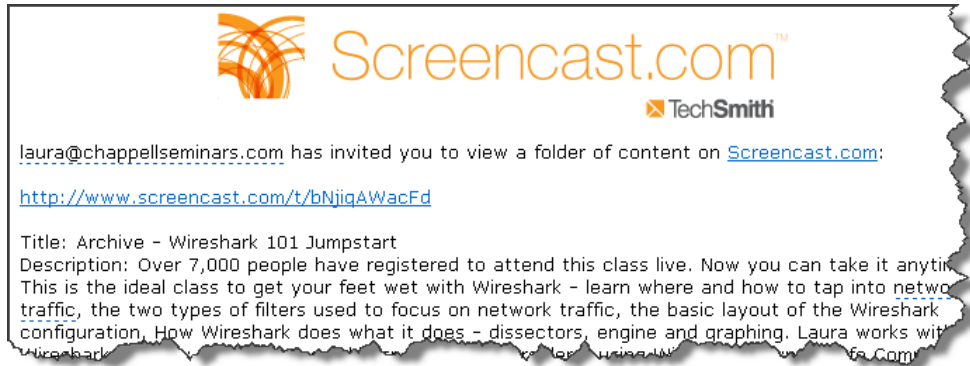 Screencast.com™
TechSmith
laura@chappellseminars.com has invited you to view a folder of content on Screencast.com:
http://www.screencast.com/t/bNjiqAWacFd
Title: Archive – Wireshark 101 Jumpstart
Description: Over 7,000 people have registered to attend this class live. Now you can take it
This is the ideal class to get your feet wet with Wireshark – learn where and how to tap into
traffic, the two types of filters used to focus on network traffic, the basic layout of the Wireshark
configuration, How Wireshark does what it does – dissectors, engine and graphing. Laura works